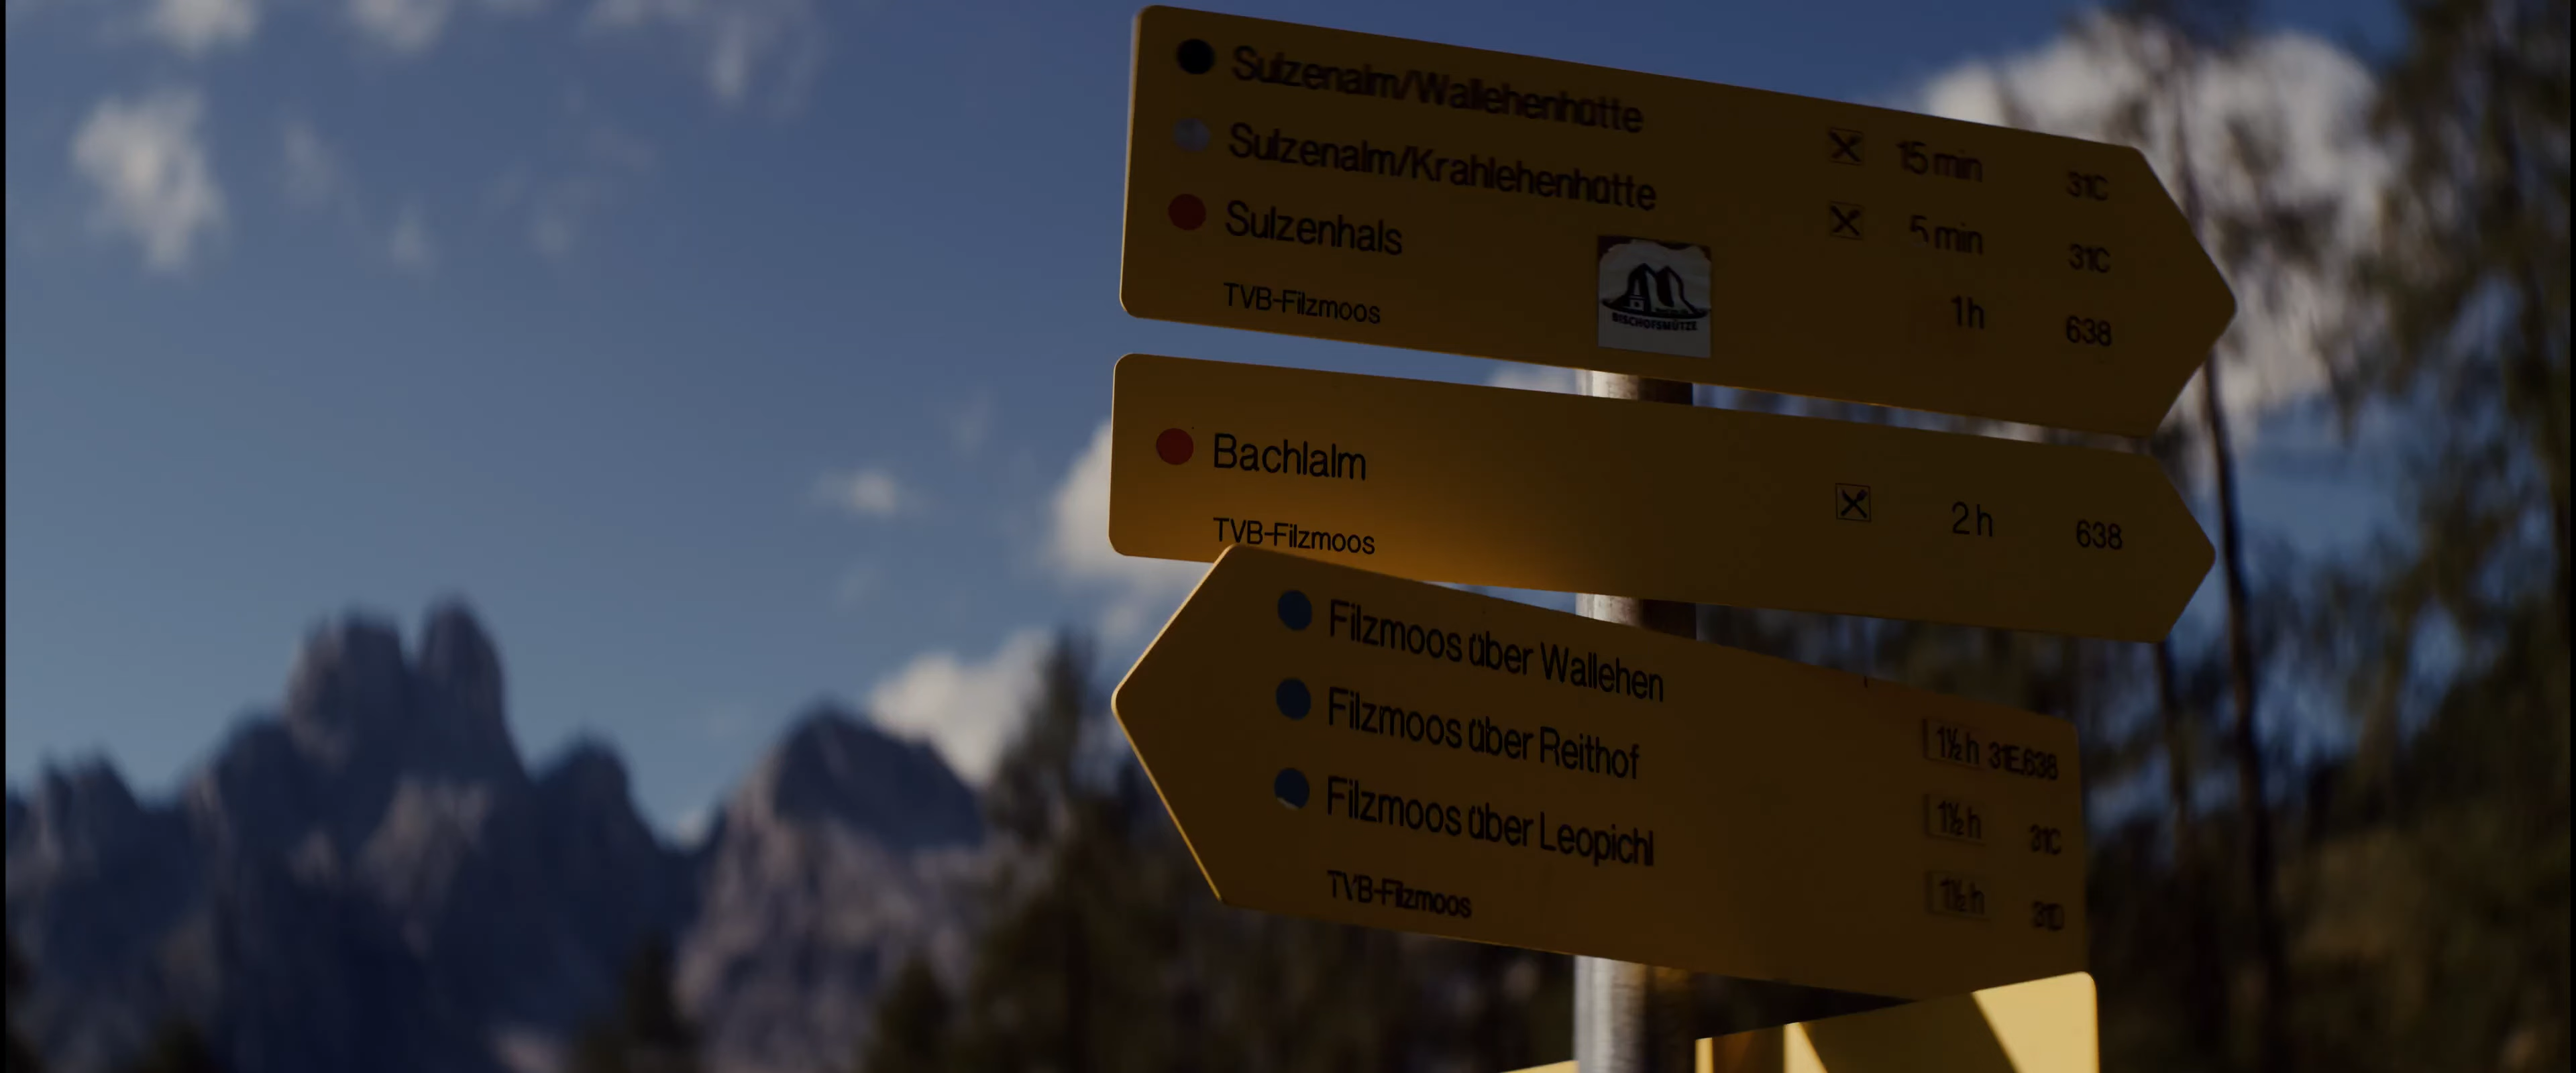 Sulzenalm/Wallehenhütte 15 min 31C
Sulzenalm/Krahlehenhütte 5 min 31C
Sulzenhals 1 h 638
TVB-Filzmoos
BISCHOFSMÜTZE
Bachlalm 2 h 638
TVB-Filzmoos
Filzmoos über Wallehen 1½ h 31E,638
Filzmoos über Reithof 1½ h 31C
Filzmoos über Leopichl 1½ h 31D
TVB-Filzmoos